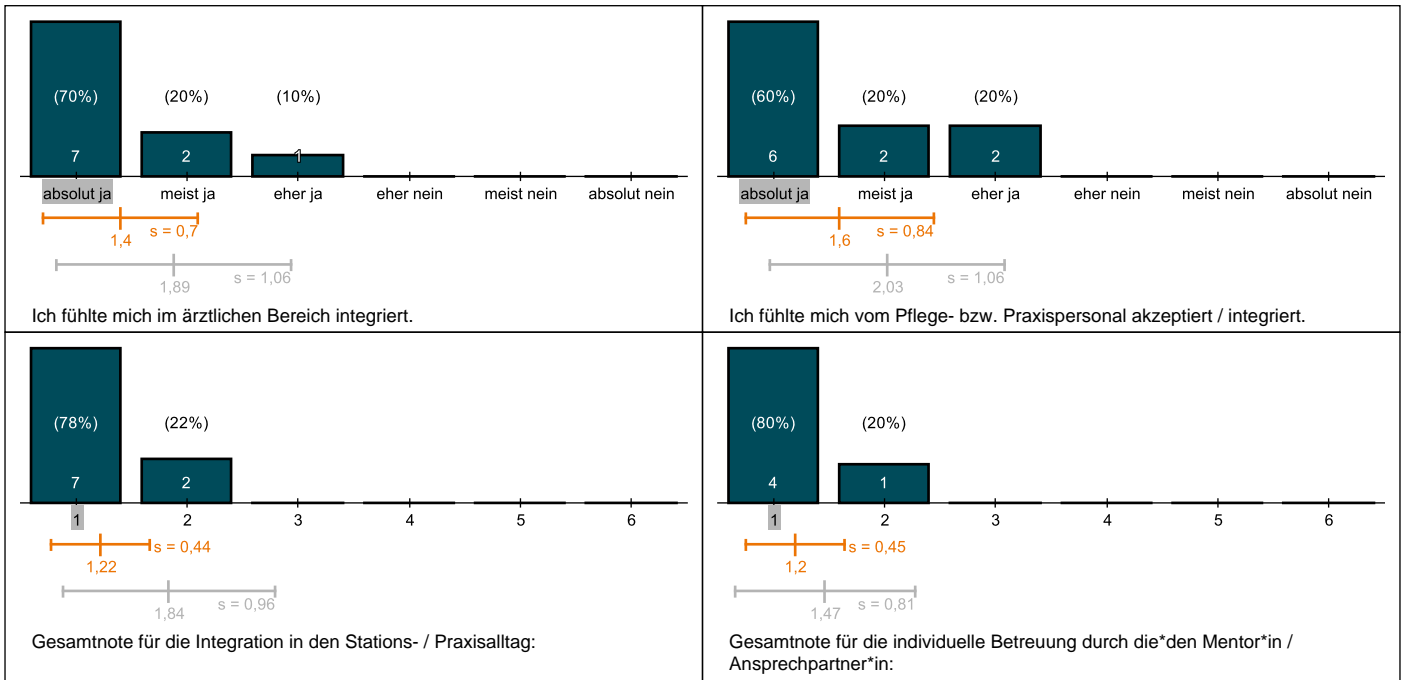 (70%) (20%) (10%)
7 2 1
absolut ja meist ja eher ja eher nein meist nein absolut nein
s = 0,7
1,4
s = 1,06
1,89
Ich fühlte mich im ärztlichen Bereich integriert.
(60%) (20%) (20%)
6 2 2
absolut ja meist ja eher ja eher nein meist nein absolut nein
s = 0,84
1,6
s = 1,06
2,03
Ich fühlte mich vom Pflege- bzw. Praxispersonal akzeptiert / integriert.
(78%) (22%)
7 2
1 2 3 4 5 6
s = 0,44
1,22
s = 0,96
1,84
Gesamtnote für die Integration in den Stations- / Praxisalltag:
(80%) (20%)
4 1
1 2 3 4 5 6
s = 0,45
1,2
s = 0,81
1,47
Gesamtnote für die individuelle Betreuung durch die*den Mentor*in /
Ansprechpartner*in: